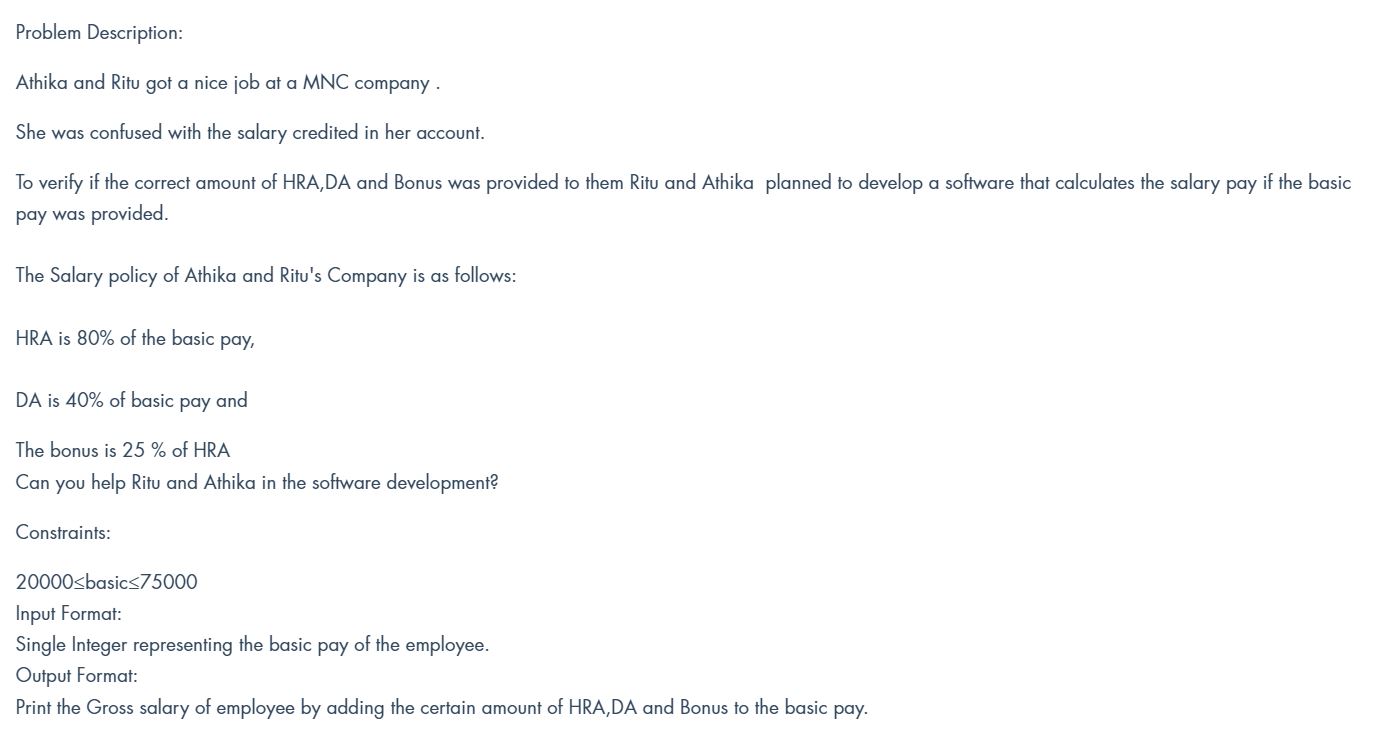 Problem Description:
Athika and Ritu got a nice job at a MNC company .
She was confused with the salary credited in her account.
To verify if the correct amount of HRA,DA and Bonus was provided to them Ritu and Athika  planned to develop a software that calculates the salary pay if the basic
pay was provided.
The Salary policy of Athika and Ritu's Company is as follows:
HRA is 80% of the basic pay,
DA is 40% of basic pay and
The bonus is 25 % of HRA
Can you help Ritu and Athika in the software development?
Constraints:
20000≤basic≤75000
Input Format:
Single Integer representing the basic pay of the employee.
Output Format:
Print the Gross salary of employee by adding the certain amount of HRA,DA and Bonus to the basic pay.